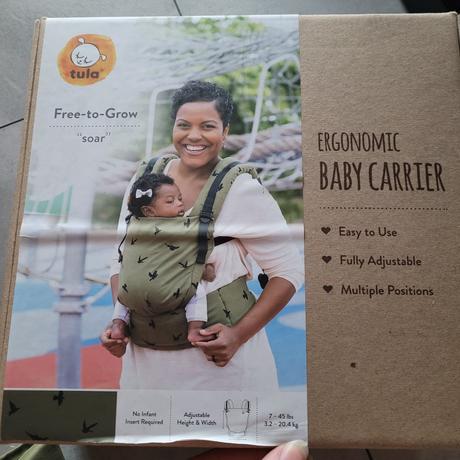 tula
Free-to-Grow
"soar"
ERGONOMIC
BABY CARRIER
Easy to Use
Fully Adjustable
Multiple Positions
No Infant
Insert Required
Adjustable
Height & Width
7 - 45 lbs
3.2 - 20.4 kg